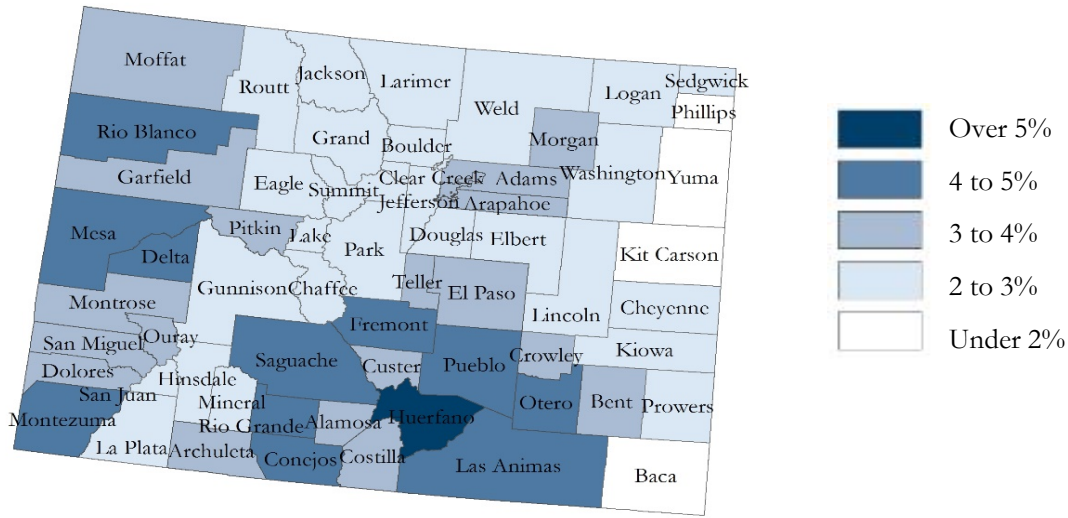 Moffat
Routt
Jackson
Larimer
Weld
Logan
Sedgwick
Phillips
Rio Blanco
Grand
Boulder
Morgan
Washington
Yuma
Garfield
Eagle
Summit
Clear Creek
Jefferson
Adams
Arapahoe
Mesa
Delta
Pitkin
Lake
Park
Douglas
Elbert
Kit Carson
Gunnison
Chaffee
Teller
El Paso
Lincoln
Cheyenne
Montrose
Ouray
San Miguel
Dolores
San Juan
Hinsdale
Saguache
Fremont
Custer
Pueblo
Crowley
Kiowa
Otero
Bent
Prowers
Montezuma
La Plata
Mineral
Rio Grande
Archuleta
Alamosa
Conejos
Costilla
Huerfano
Las Animas
Baca
Over 5%
4 to 5%
3 to 4%
2 to 3%
Under 2%